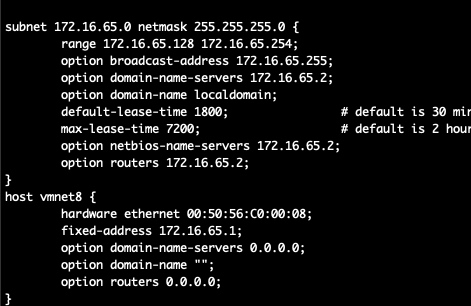 subnet 172.16.65.0 netmask 255.255.255.0 {
range 172.16.65.128 172.16.65.254;
option broadcast-address 172.16.65.255;
option domain-name-servers 172.16.65.2;
option domain-name localdomain;
default-lease-time 1800; # default is 30 min
max-lease-time 7200; # default is 2 hour
option netbios-name-servers 172.16.65.2;
option routers 172.16.65.2;
}
host vmnet8 {
hardware ethernet 00:50:56:C0:00:08;
fixed-address 172.16.65.1;
option domain-name-servers 0.0.0.0;
option domain-name "";
option routers 0.0.0.0;
}